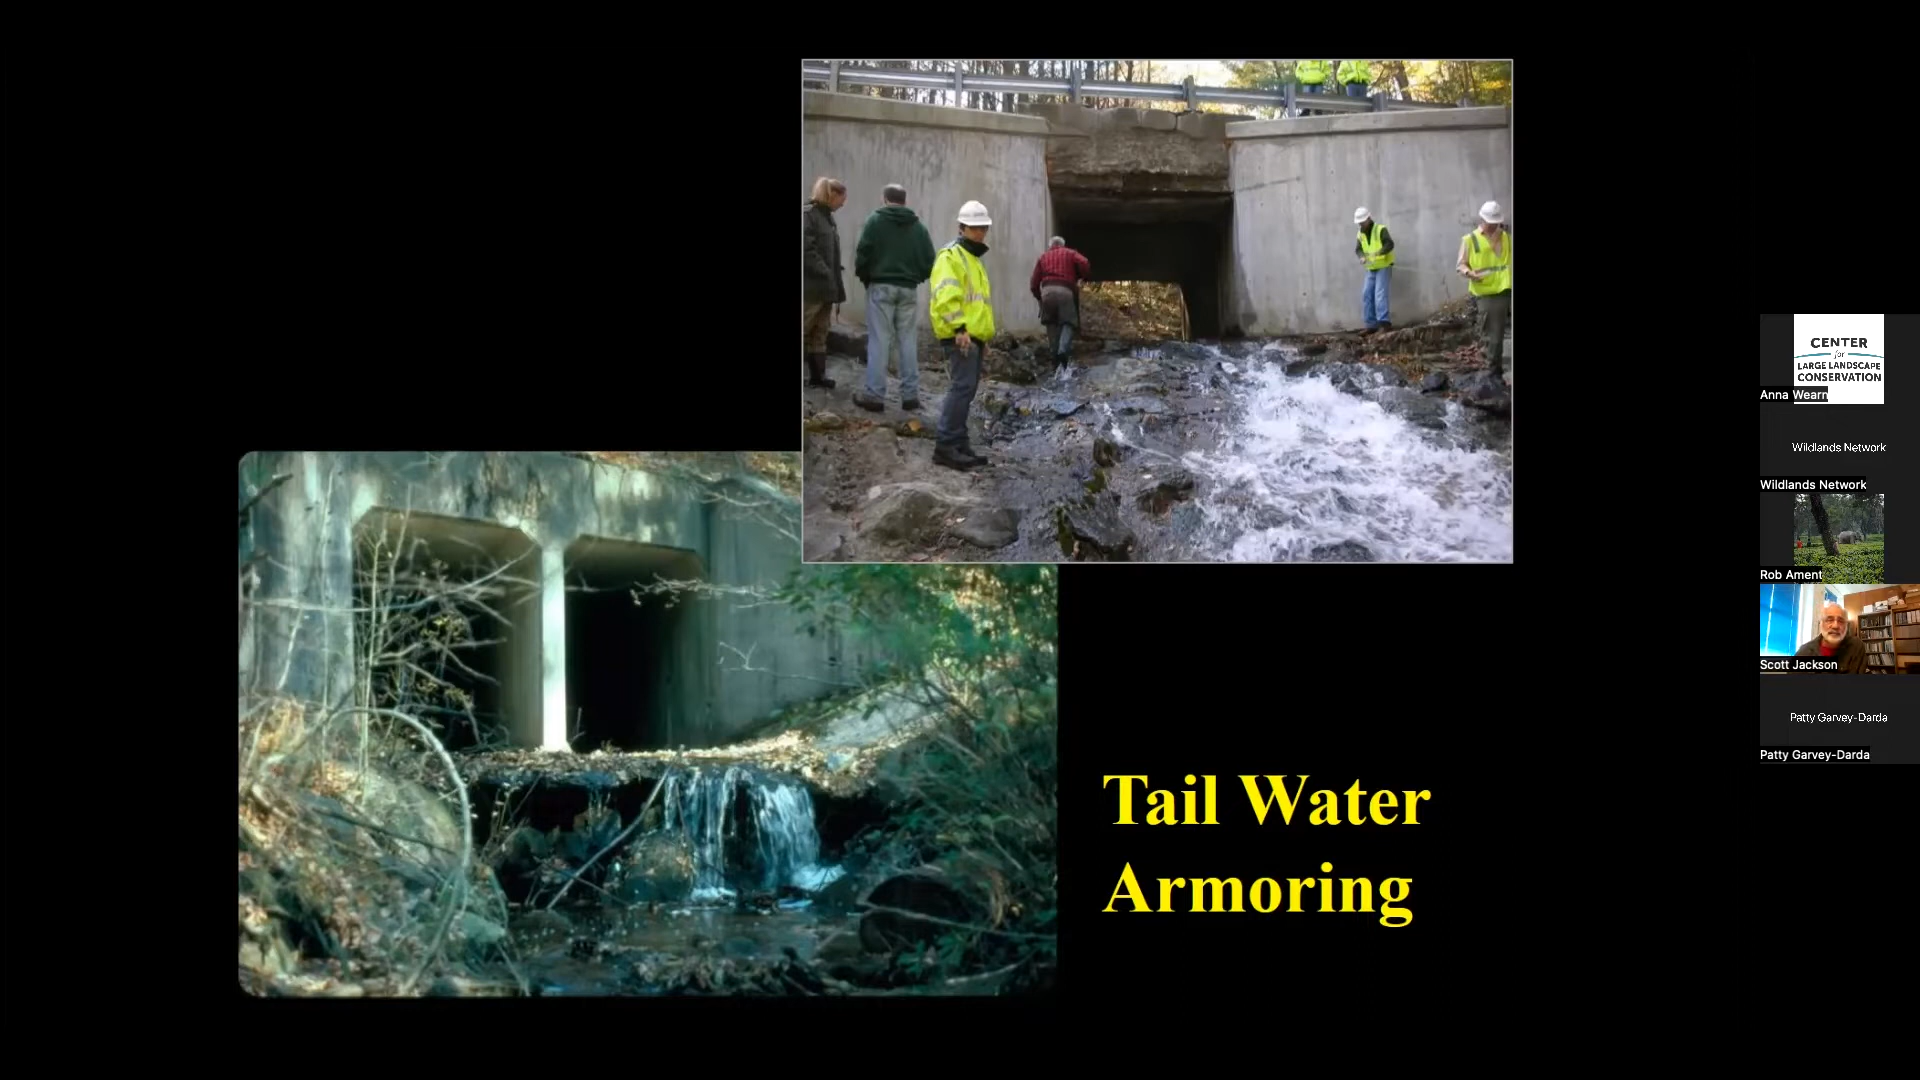 Tail Water
Armoring
CENTER
for
LARGE LANDSCAPE
CONSERVATION
Anna Wearn
Wildlands Network
Wildlands Network
Rob Ament
Scott Jackson
Patty Garvey-Darda
Patty Garvey-Darda